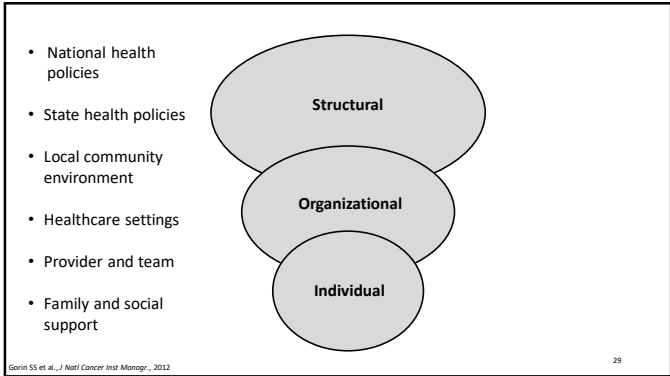 • National health
policies
• State health policies
• Local community
environment
• Healthcare settings
• Provider and team
• Family and social
support
Structural
Organizational
Individual
Gorin SS et al., J Natl Cancer Inst Monogr., 2012
29